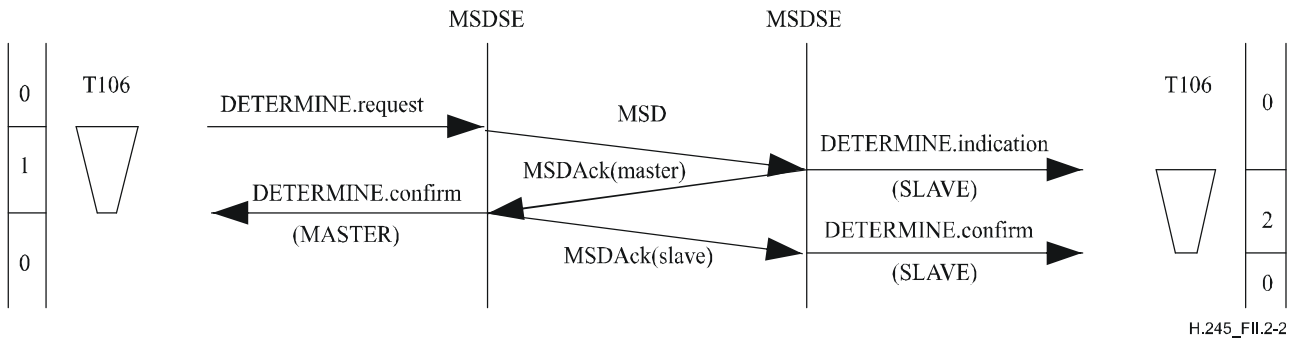 MSDSE
MSDSE
T106
T106
0
0
DETERMINE.request
MSD
DETERMINE.indication
1
MSDAck(master)
(SLAVE)
DETERMINE.confirm
2
(MASTER)
DETERMINE.confirm
MSDAck(slave)
(SLAVE)
0
0
H.245_FII.2-2